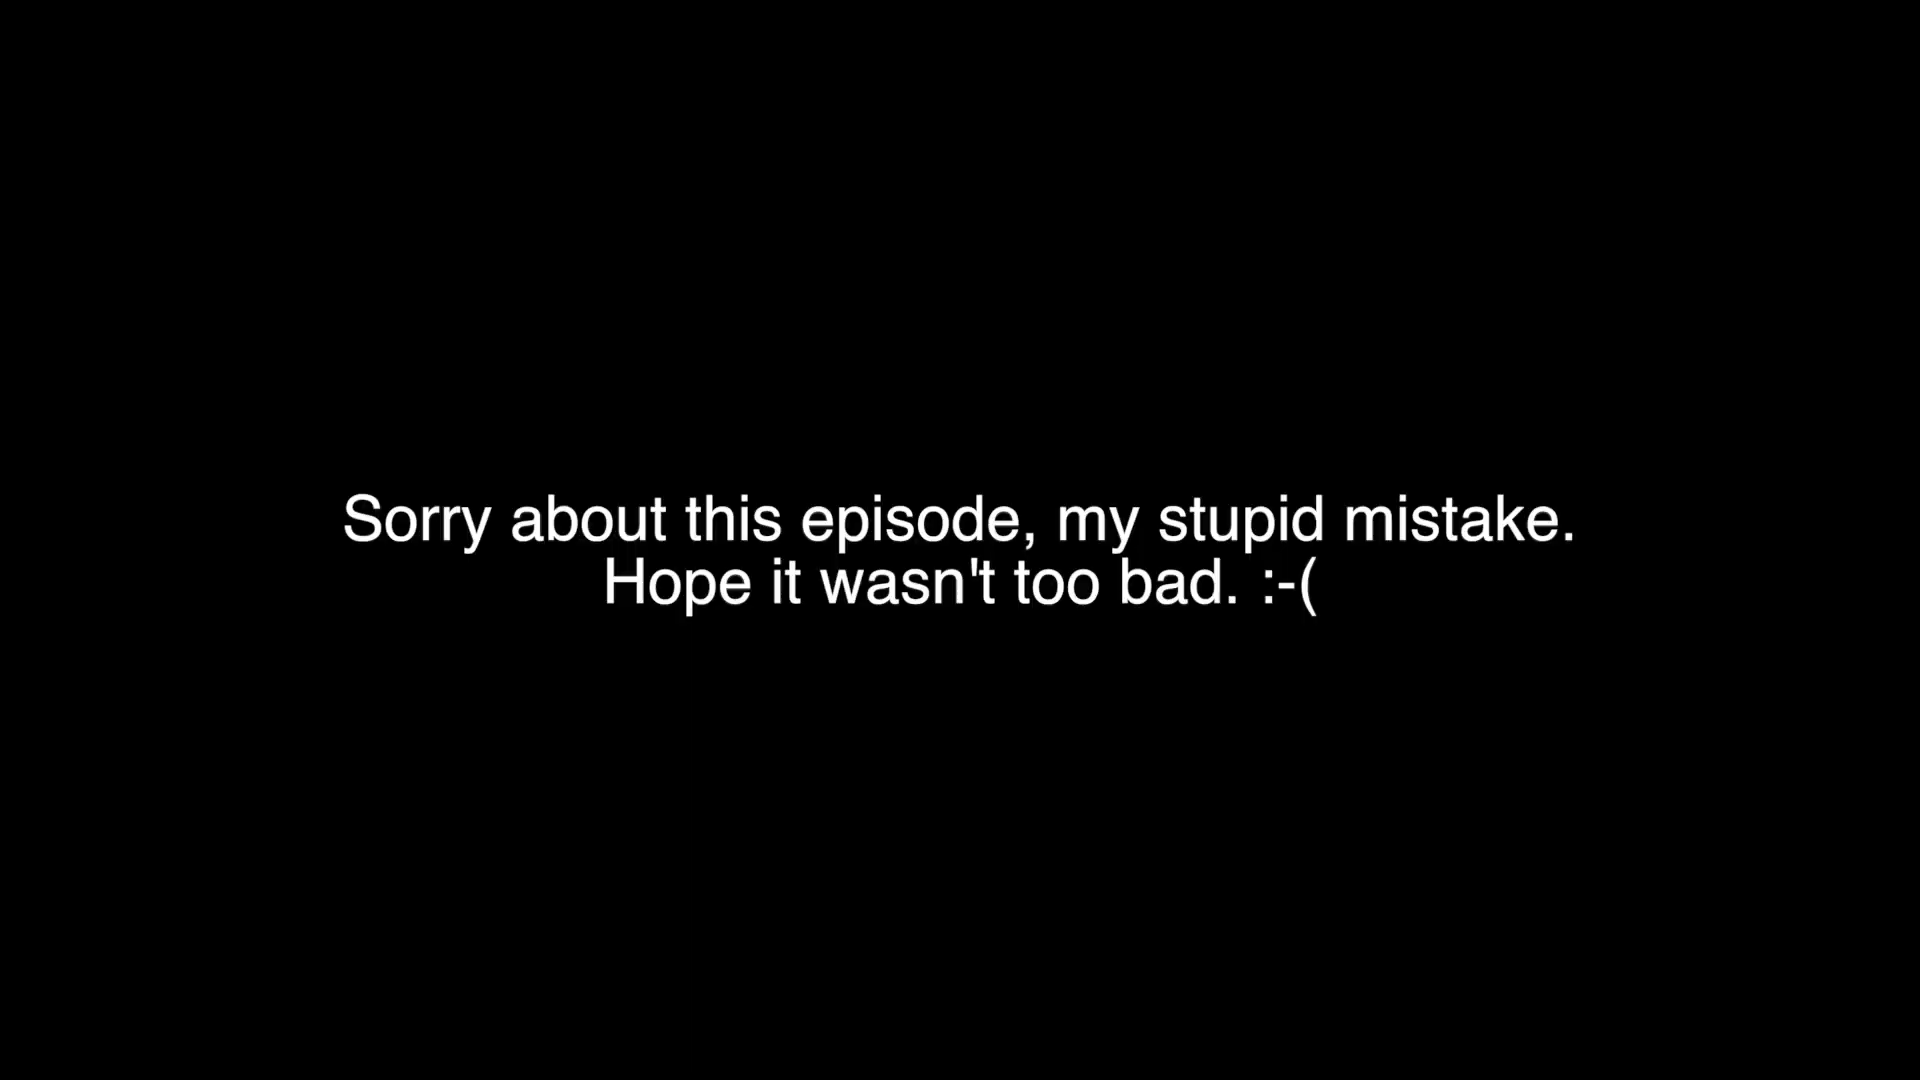 Sorry about this episode, my stupid mistake.
Hope it wasn't too bad. :-(